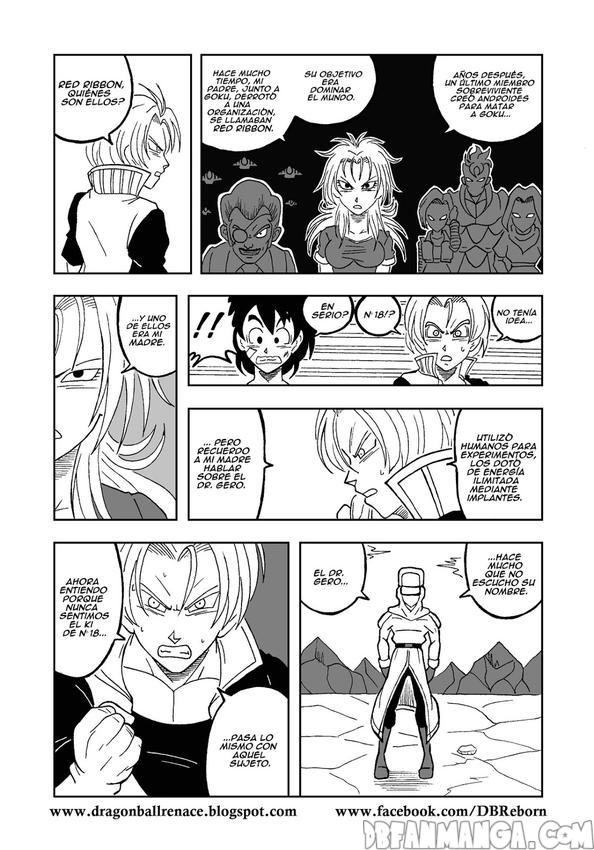 RED RIBBON,
QUIÉNES
SON ELLOS?
HACE MUCHO
TIEMPO, MI
PADRE, JUNTO A
GOKU, DERROTÓ
A UNA
ORGANIZACIÓN,
SE LLAMABAN
RED RIBBON.
SU OBJETIVO
ERA
DOMINAR
EL MUNDO.
AÑOS DESPUÉS,
UN ÚLTIMO MIEMBRO
SOBREVIVIENTE
CREÓ ANDROIDES
PARA MATAR
A GOKU...
...Y UNO
DE ELLOS
ERA MI
MADRE.
!!
EN
SERIO?
Nº18!?
NO TENÍA
IDEA...
... PERO
RECUERDO
A MI MADRE
HABLAR
SOBRE EL
DR. GERO.
UTILIZÓ
HUMANOS PARA
EXPERIMENTOS,
LOS DOTÓ
DE ENERGÍA
ILIMITADA
MEDIANTE
IMPLANTES.
AHORA
ENTIENDO
PORQUE
NUNCA
SENTIMOS
EL KI
DE Nº18...
...PASA LO
MISMO CON
AQUÉL
SUJETO.
EL DR.
GERO...
...HACE
MUCHO
QUE NO
ESCUCHO SU
NOMBRE.
www.dragonballrenace.blogspot.com
www.facebook.com/DBReborn
DBFANMANGA.COM